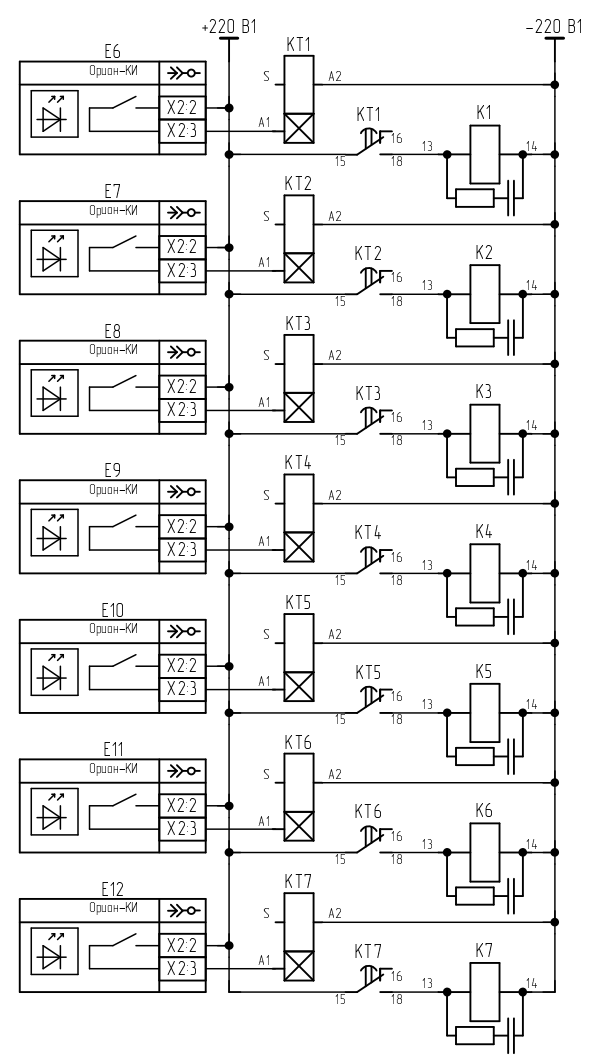 +220 В1
−220 В1
E6
Орион-КИ
X2:2
X2:3
KT1
S
A2
A1
KT1
16
15
18
13
K1
14
E7
Орион-КИ
X2:2
X2:3
KT2
S
A2
A1
KT2
16
15
18
13
K2
14
E8
Орион-КИ
X2:2
X2:3
KT3
S
A2
A1
KT3
16
15
18
13
K3
14
E9
Орион-КИ
X2:2
X2:3
KT4
S
A2
A1
KT4
16
15
18
13
K4
14
E10
Орион-КИ
X2:2
X2:3
KT5
S
A2
A1
KT5
16
15
18
13
K5
14
E11
Орион-КИ
X2:2
X2:3
KT6
S
A2
A1
KT6
16
15
18
13
K6
14
E12
Орион-КИ
X2:2
X2:3
KT7
S
A2
A1
KT7
16
15
18
13
K7
14